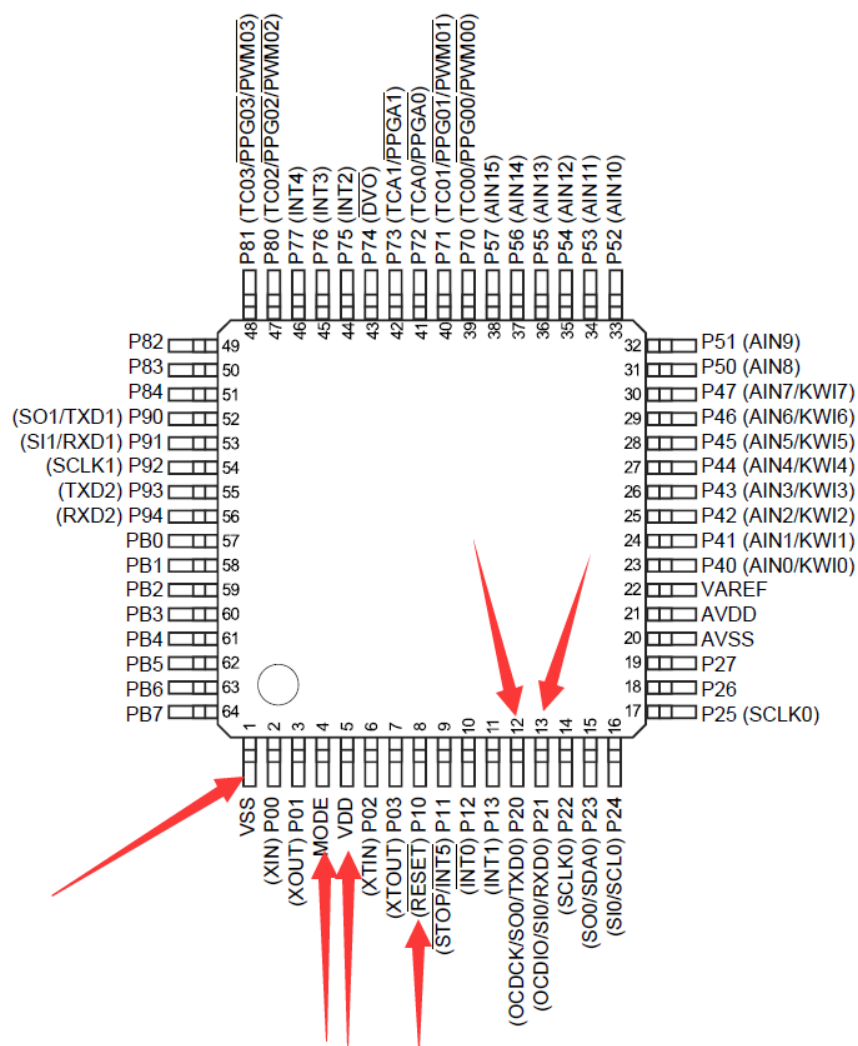 P81 (TC03/PPG03/PWM03)
P80 (TC02/PPG02/PWM02)
P77 (INT4)
P76 (INT3)
P75 (INT2)
P74 (DVO)
P73 (TCA1/PPGA1)
P72 (TCA0/PPGA0)
P71 (TC01/PPG01/PWM01)
P70 (TC00/PPG00/PWM00)
P57 (AIN15)
P56 (AIN14)
P55 (AIN13)
P54 (AIN12)
P53 (AIN11)
P52 (AIN10)
48
47
46
45
44
43
42
41
40
39
38
37
36
35
34
33
P82 49
P83 50
P84 51
(SO1/TXD1) P90 52
(SI1/RXD1) P91 53
(SCLK1) P92 54
(TXD2) P93 55
(RXD2) P94 56
PB0 57
PB1 58
PB2 59
PB3 60
PB4 61
PB5 62
PB6 63
PB7 64
32 P51 (AIN9)
31 P50 (AIN8)
30 P47 (AIN7/KWI7)
29 P46 (AIN6/KWI6)
28 P45 (AIN5/KWI5)
27 P44 (AIN4/KWI4)
26 P43 (AIN3/KWI3)
25 P42 (AIN2/KWI2)
24 P41 (AIN1/KWI1)
23 P40 (AIN0/KWI0)
22 VAREF
21 AVDD
20 AVSS
19 P27
18 P26
17 P25 (SCLK0)
1
2
3
4
5
6
7
8
9
10
11
12
13
14
15
16
VSS
(XIN) P00
(XOUT) P01
MODE
VDD
(XTIN) P02
(XTOUT) P03
(RESET) P10
(STOP/INT5) P11
(INT0) P12
(INT1) P13
(OCDCK/SO0/TXD0) P20
(OCDIO/SI0/RXD0) P21
(SCLK0) P22
(SO0/SDA0) P23
(SI0/SCL0) P24